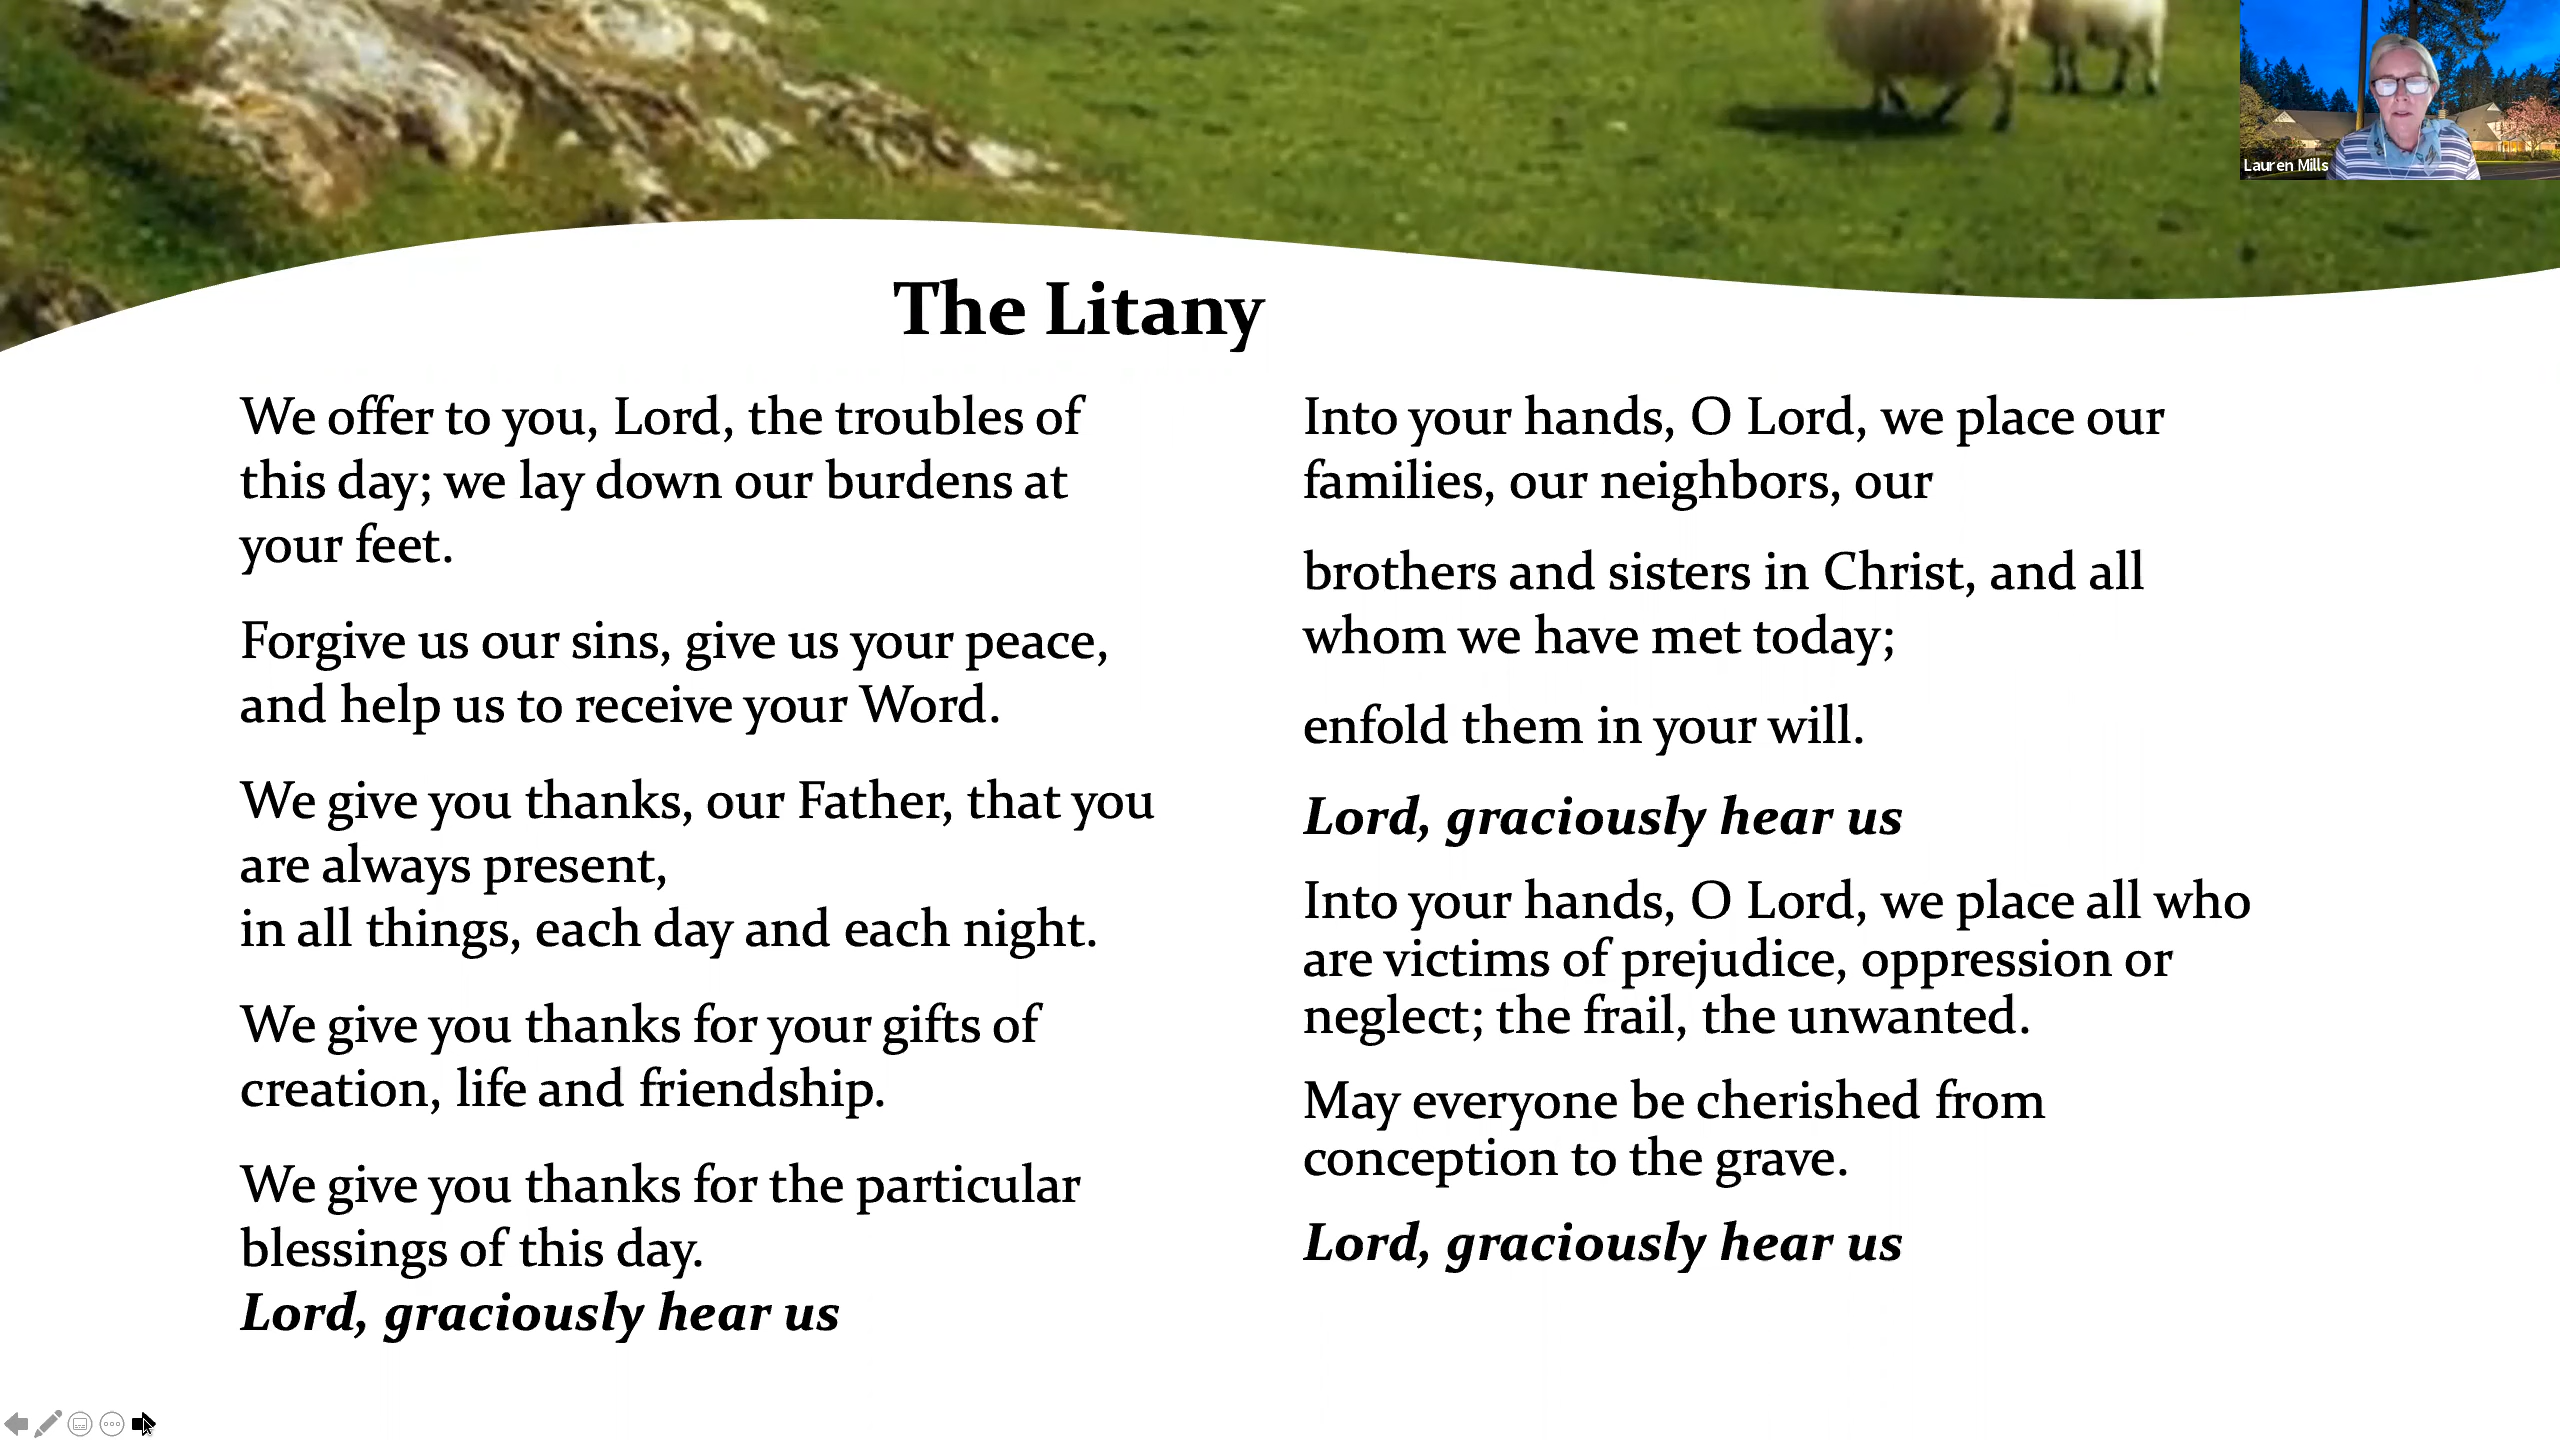 Lauren Mills
The Litany
We offer to you, Lord, the troubles of
this day; we lay down our burdens at
your feet.
Forgive us our sins, give us your peace,
and help us to receive your Word.
We give you thanks, our Father, that you
are always present,
in all things, each day and each night.
We give you thanks for your gifts of
creation, life and friendship.
We give you thanks for the particular
blessings of this day.
Lord, graciously hear us
Into your hands, O Lord, we place our
families, our neighbors, our
brothers and sisters in Christ, and all
whom we have met today;
enfold them in your will.
Lord, graciously hear us
Into your hands, O Lord, we place all who
are victims of prejudice, oppression or
neglect; the frail, the unwanted.
May everyone be cherished from
conception to the grave.
Lord, graciously hear us